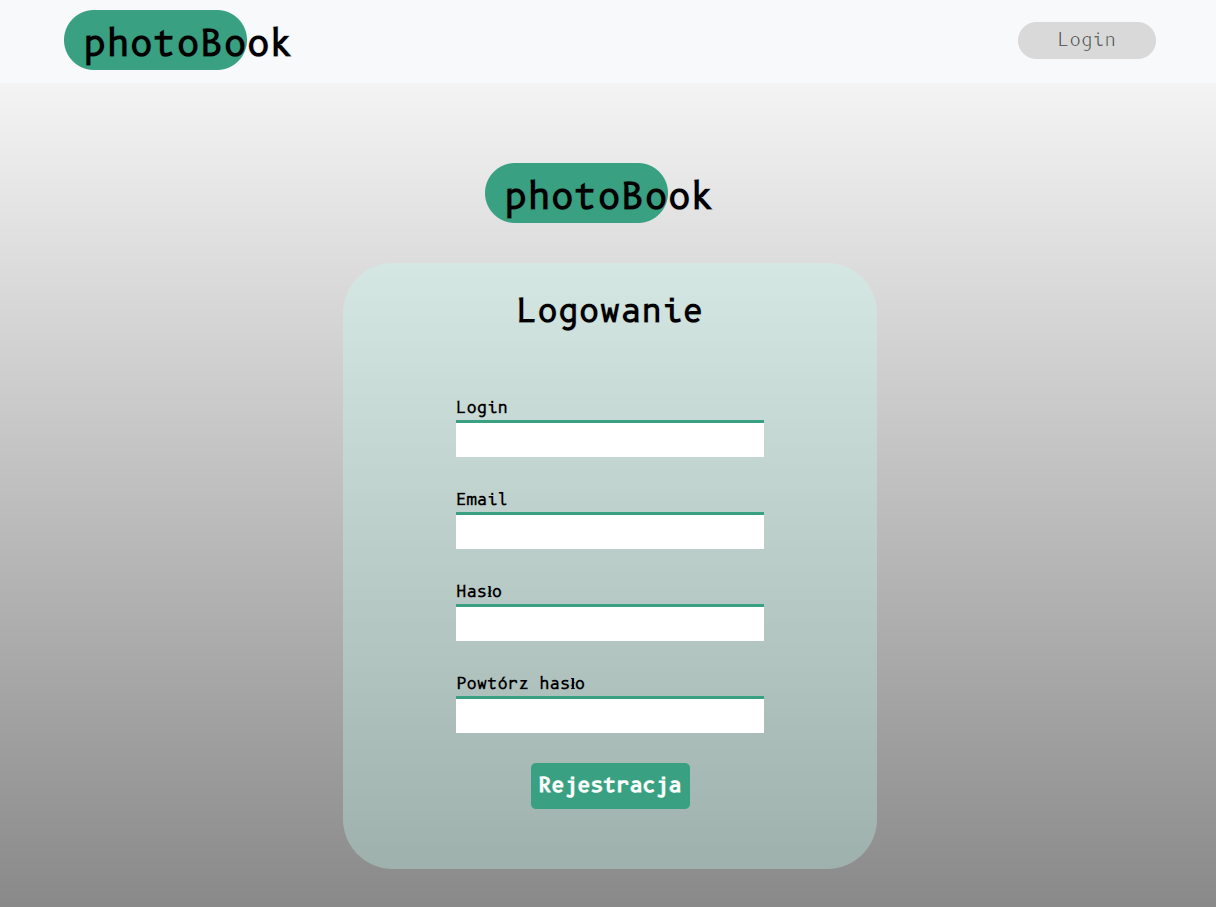 photoBook
Login
photoBook
Logowanie
Login
Email
Hasło
Powtórz hasło
Rejestracja